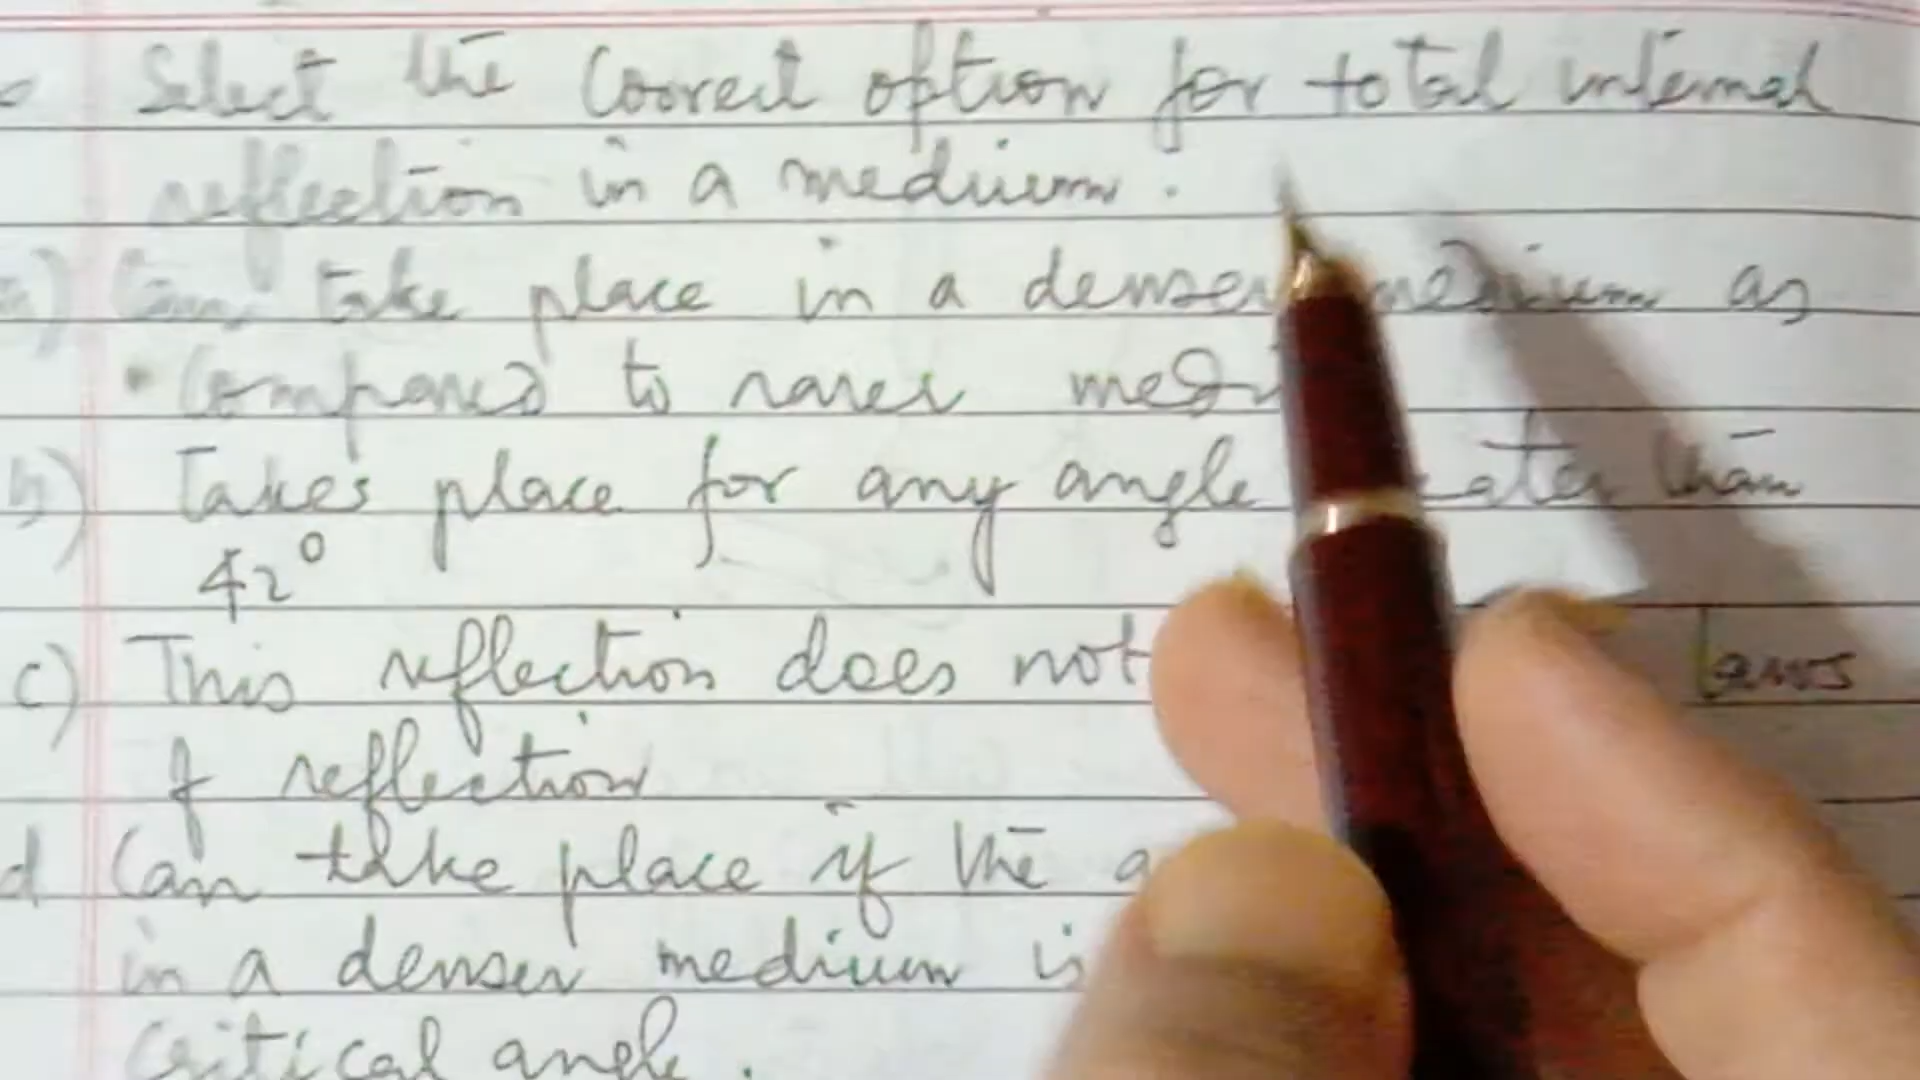 Select the Correct option for total internal
reflection in a medium.
a) Can take place in a denser medium as
Compared to rarer
b) Takes place for any angle than
42°
c) This reflection does not laws
of reflection
d Can take place if the
in a denser medium is
critical angle.